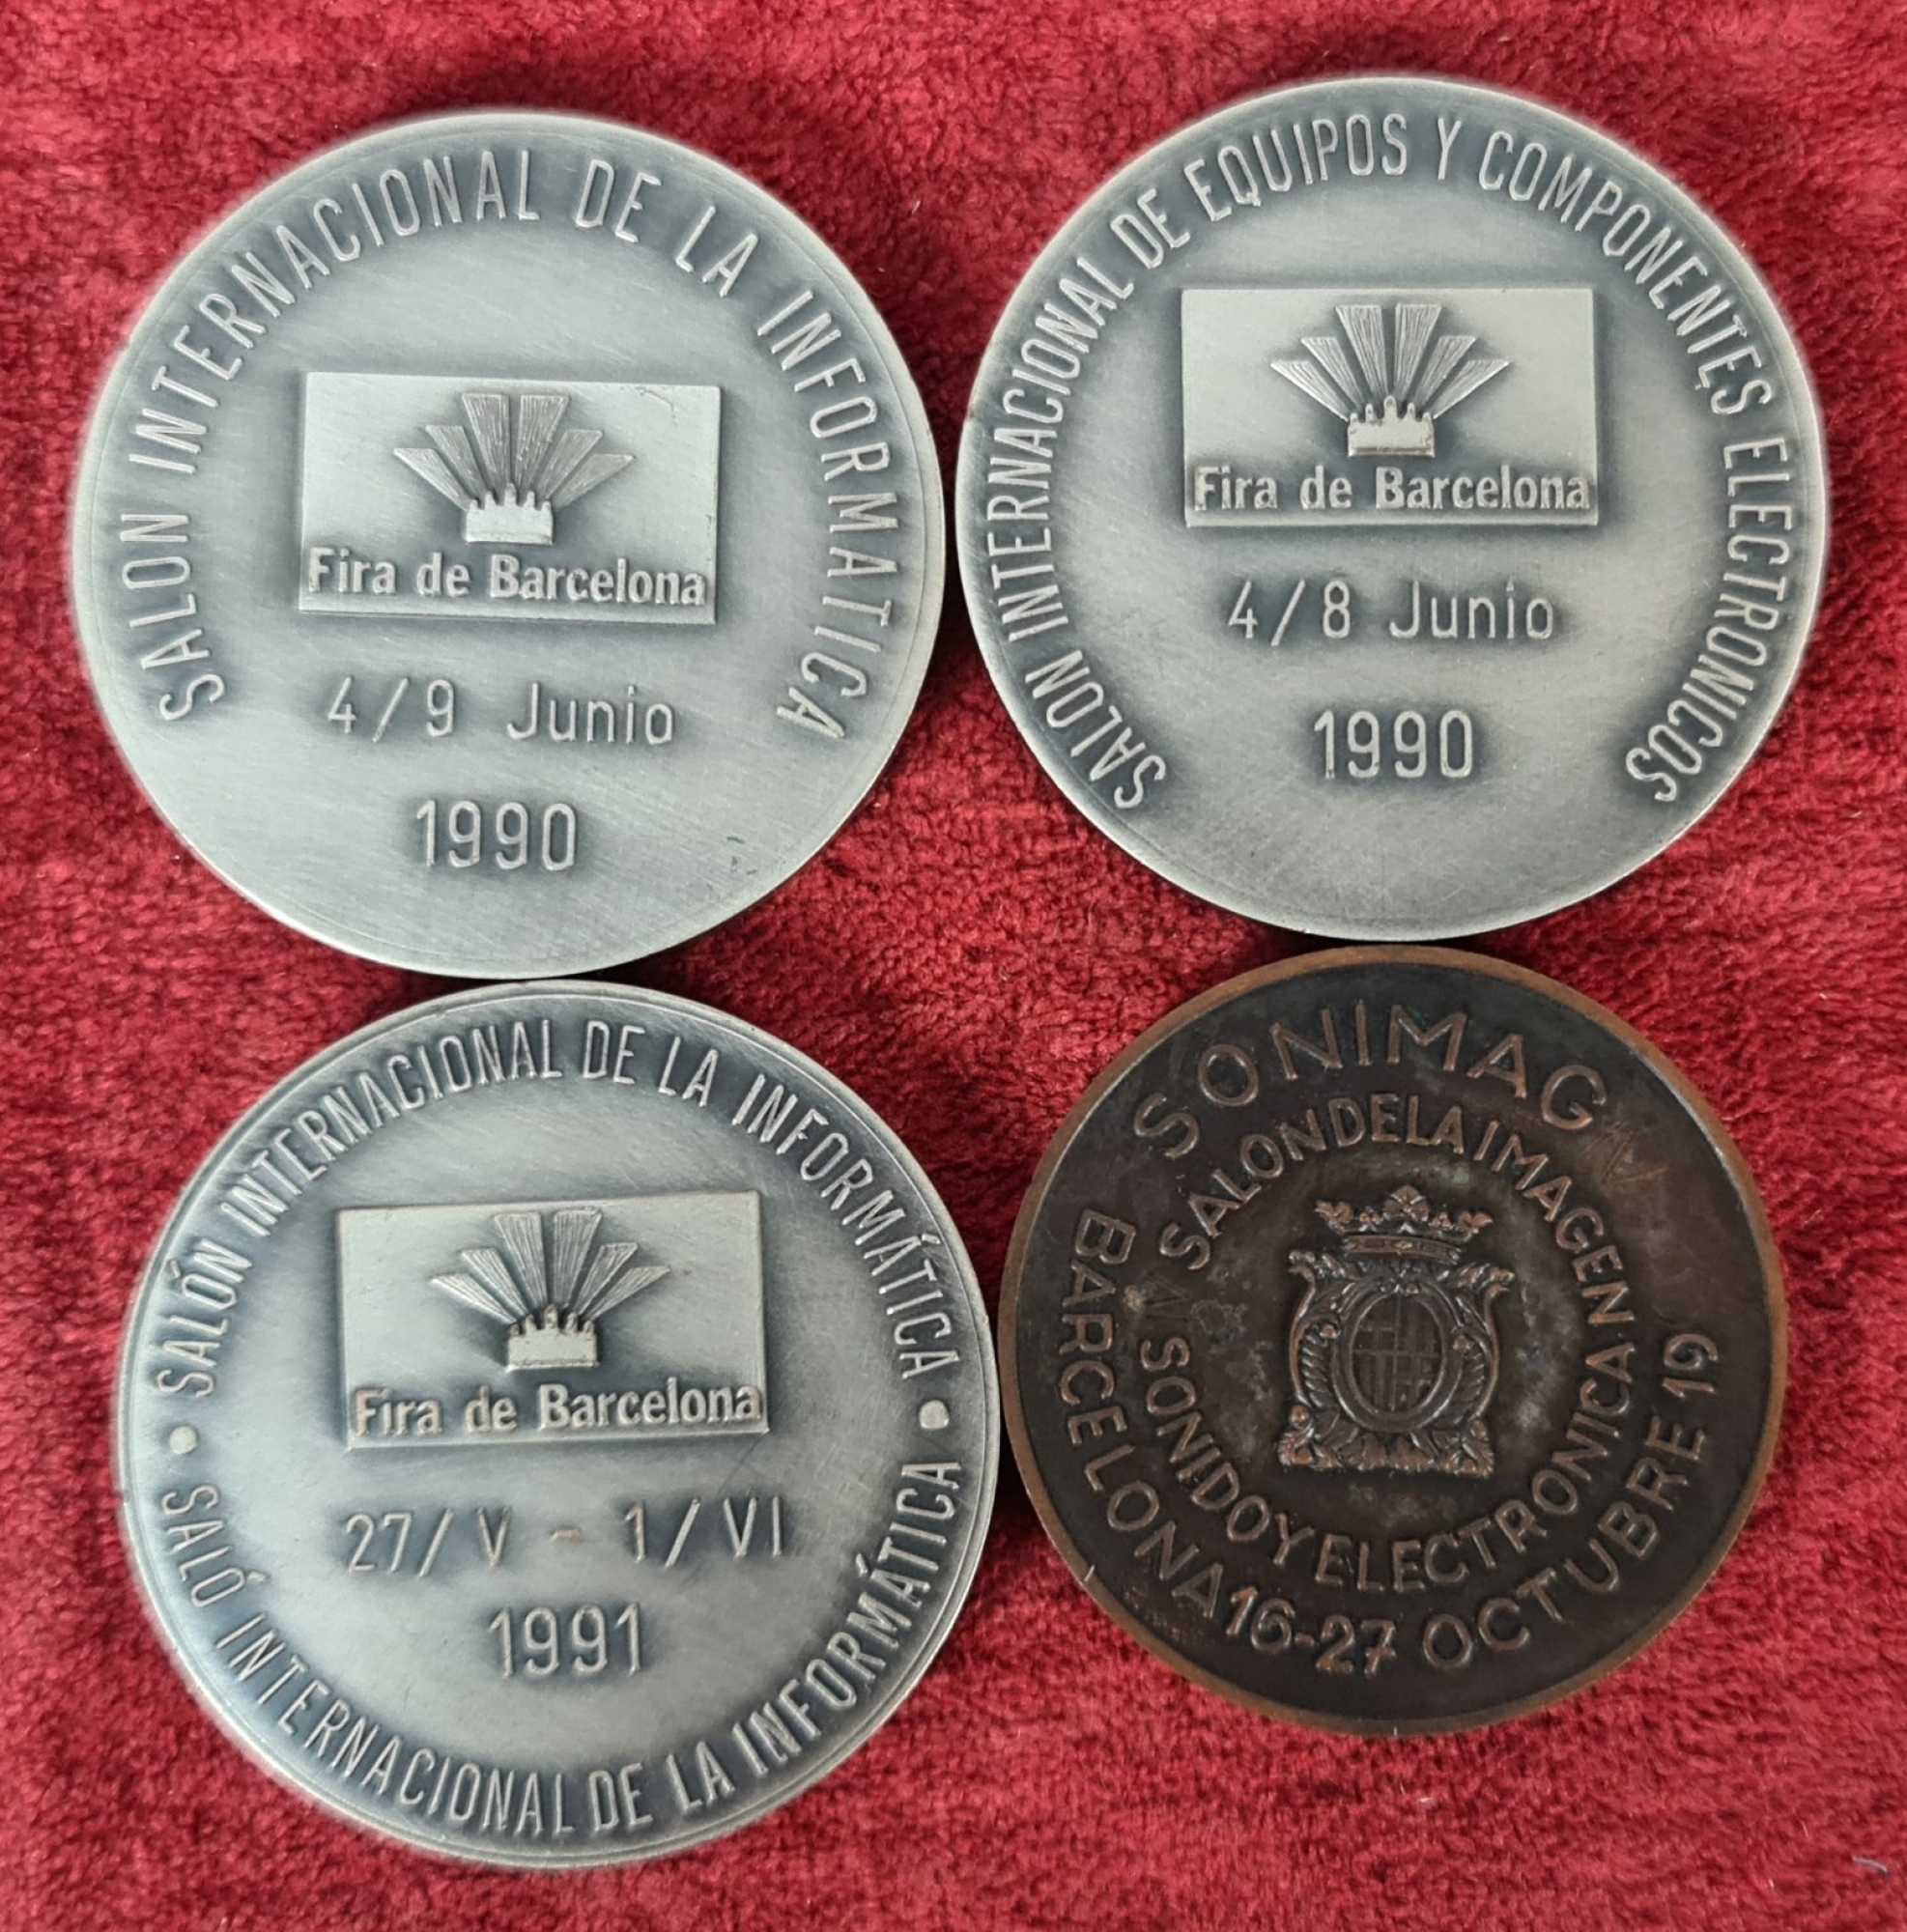 SALON INTERNACIONAL DE LA INFORMATICA
Fira de Barcelona
4/9 Junio
1990
SALON INTERNACIONAL DE EQUIPOS Y COMPONENTES ELECTRONICOS
Fira de Barcelona
4/8 Junio
1990
SALÓN INTERNACIONAL DE LA INFORMÁTICA
Fira de Barcelona
27/V - 1/VI
1991
SALÓ INTERNACIONAL DE LA INFORMÁTICA
SONIMAG
SALON DE LA IMAGEN
SONIDO Y ELECTRONICA
BARCELONA 16-27 OCTUBRE 19